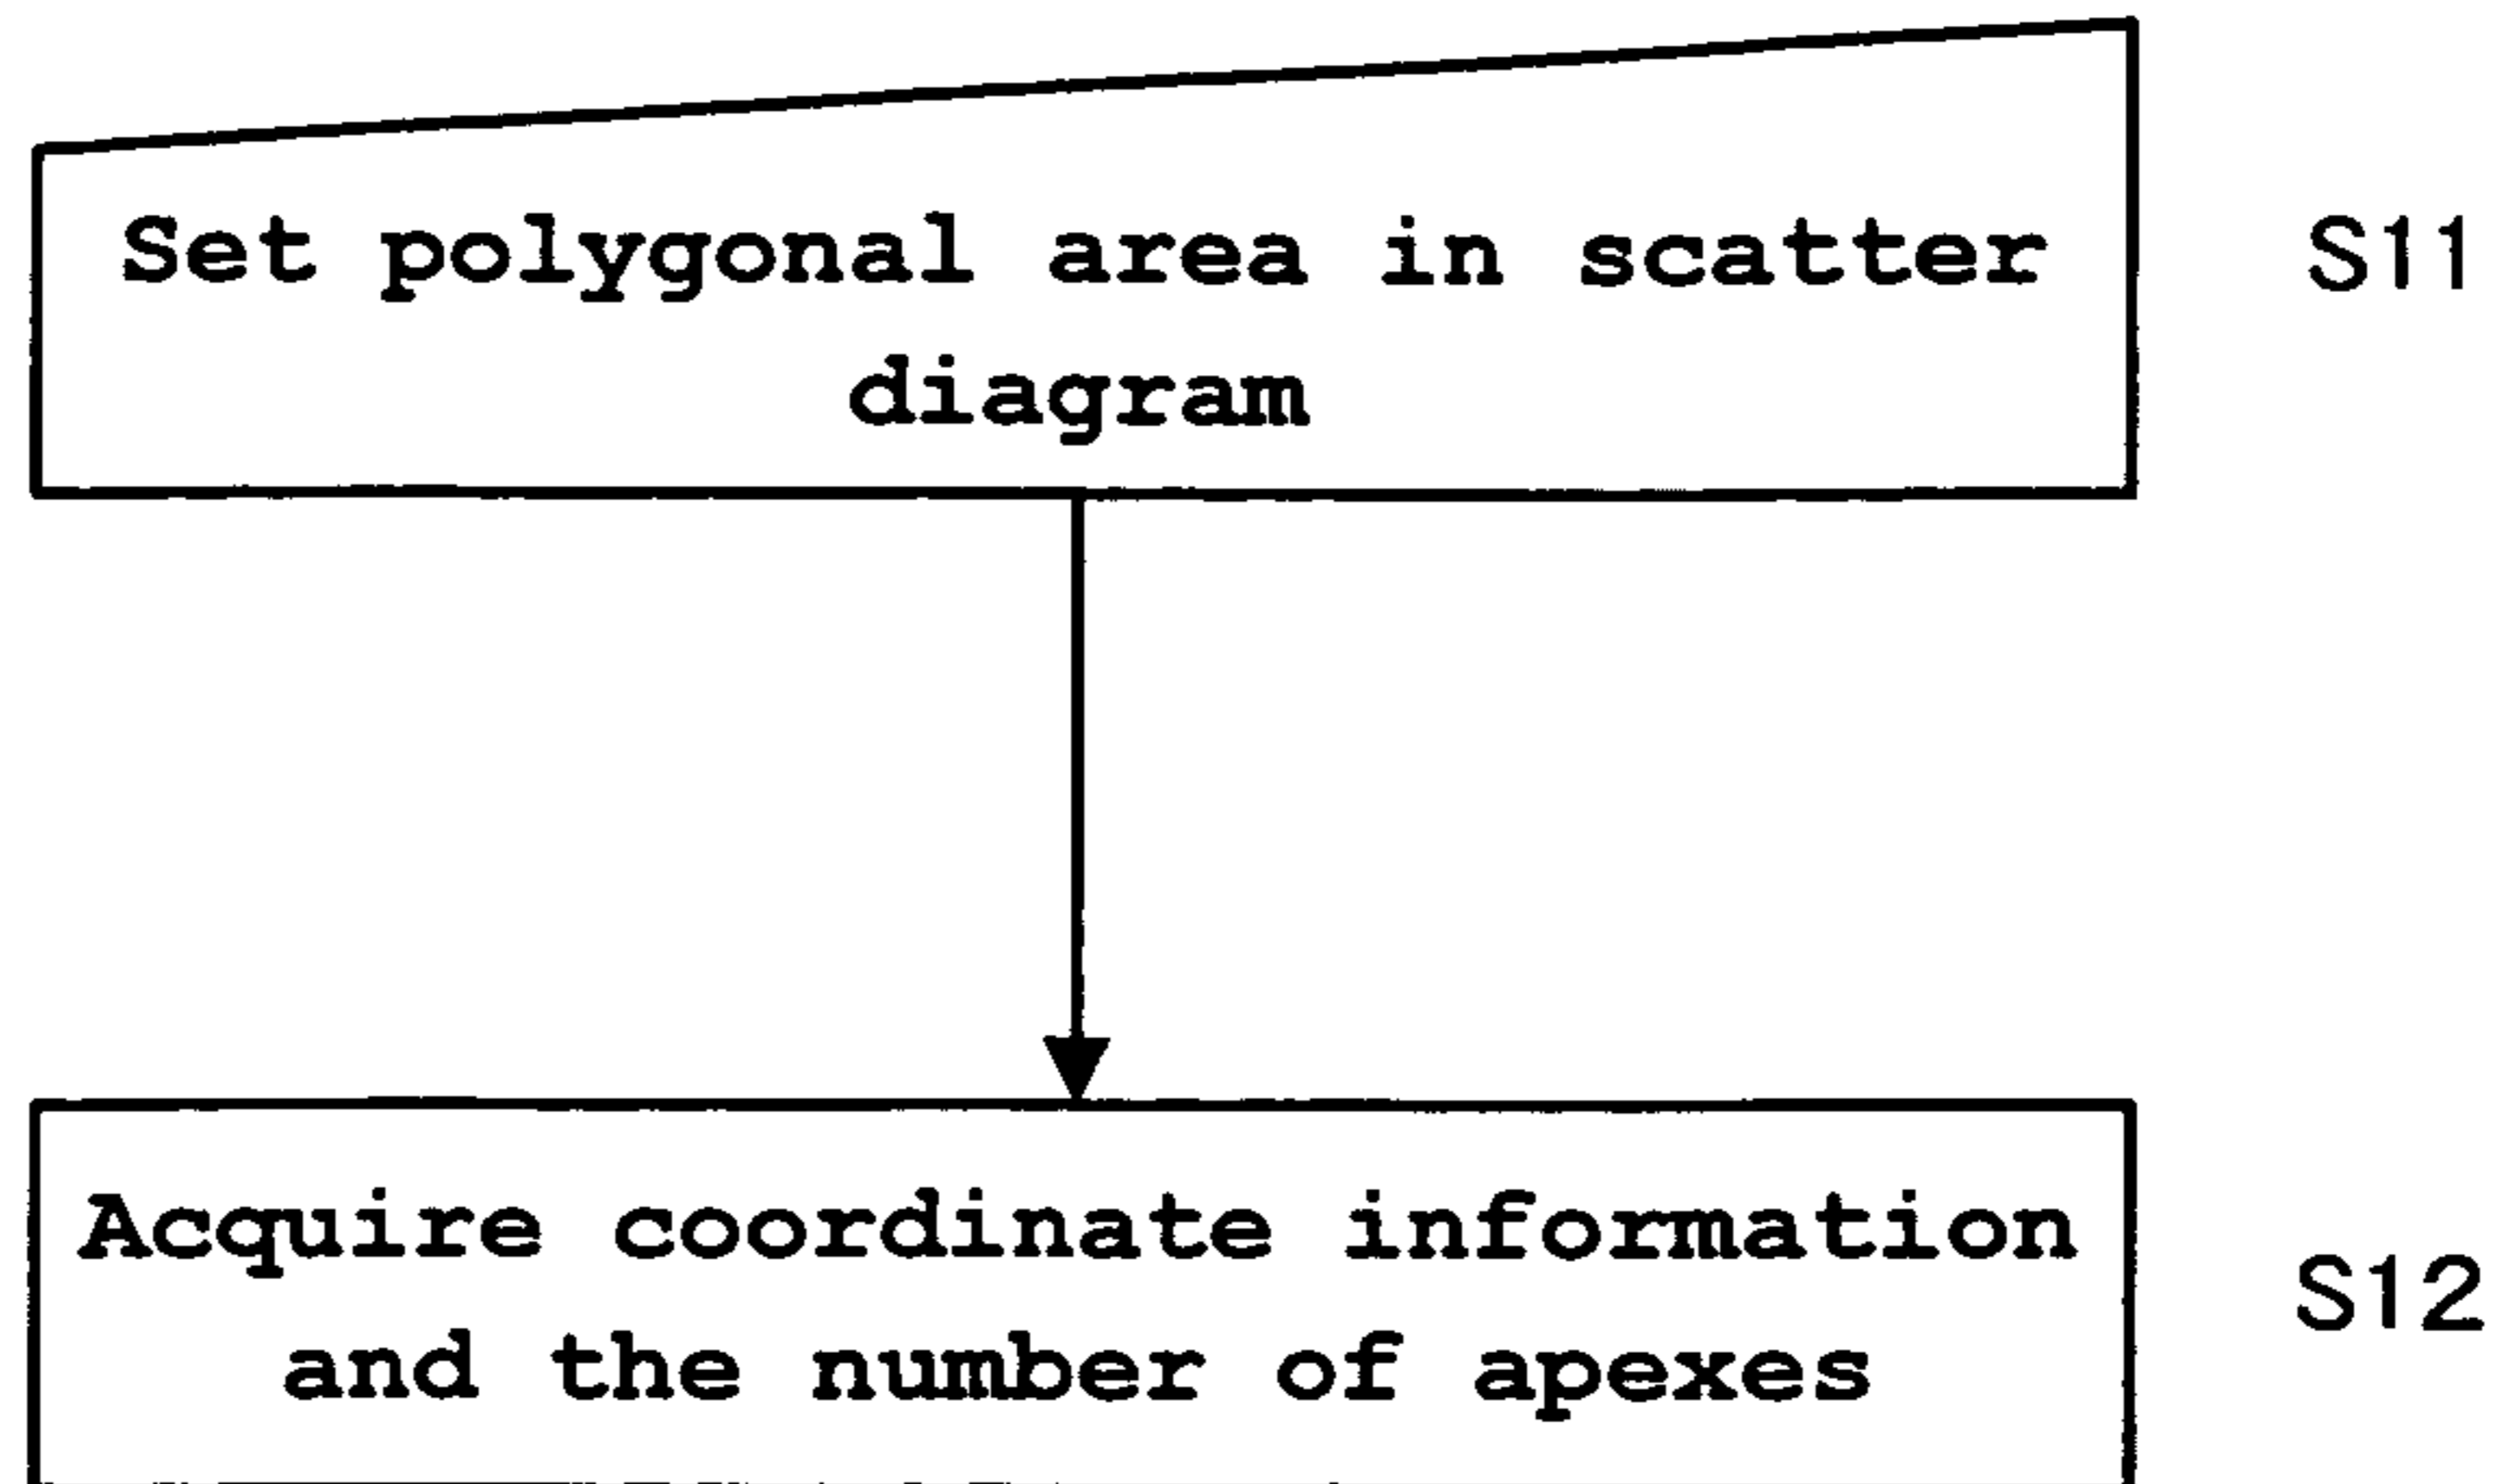 Set polygonal area in scatter
diagram
S11
Acquire coordinate information
and the number of apexes
S12